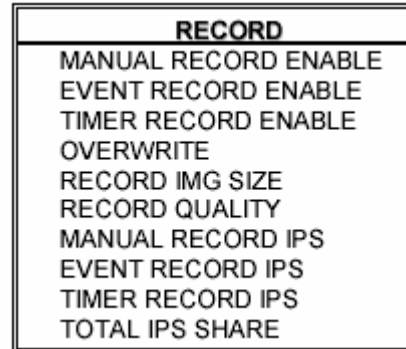 RECORD
MANUAL RECORD ENABLE
EVENT RECORD ENABLE
TIMER RECORD ENABLE
OVERWRITE
RECORD IMG SIZE
RECORD QUALITY
MANUAL RECORD IPS
EVENT RECORD IPS
TIMER RECORD IPS
TOTAL IPS SHARE